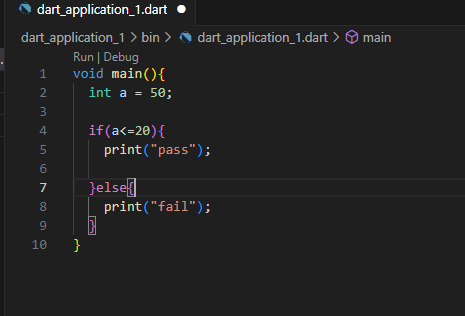 dart_application_1.dart
dart_application_1 > bin > dart_application_1.dart > main
Run | Debug
1 void main(){
2   int a = 50;
3
4   if(a<=20){
5     print("pass");
6
7   }else{
8     print("fail");
9   }
10 }